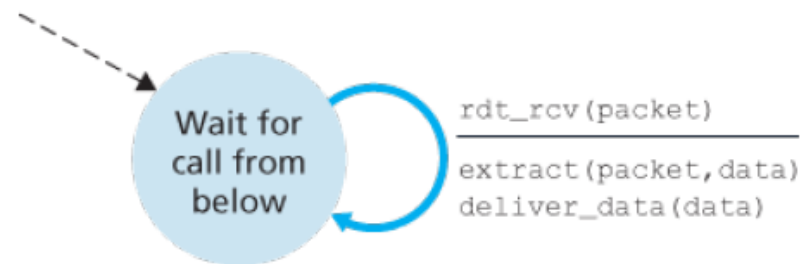 Wait for
call from
below
rdt_rcv(packet)
extract(packet,data)
deliver_data(data)